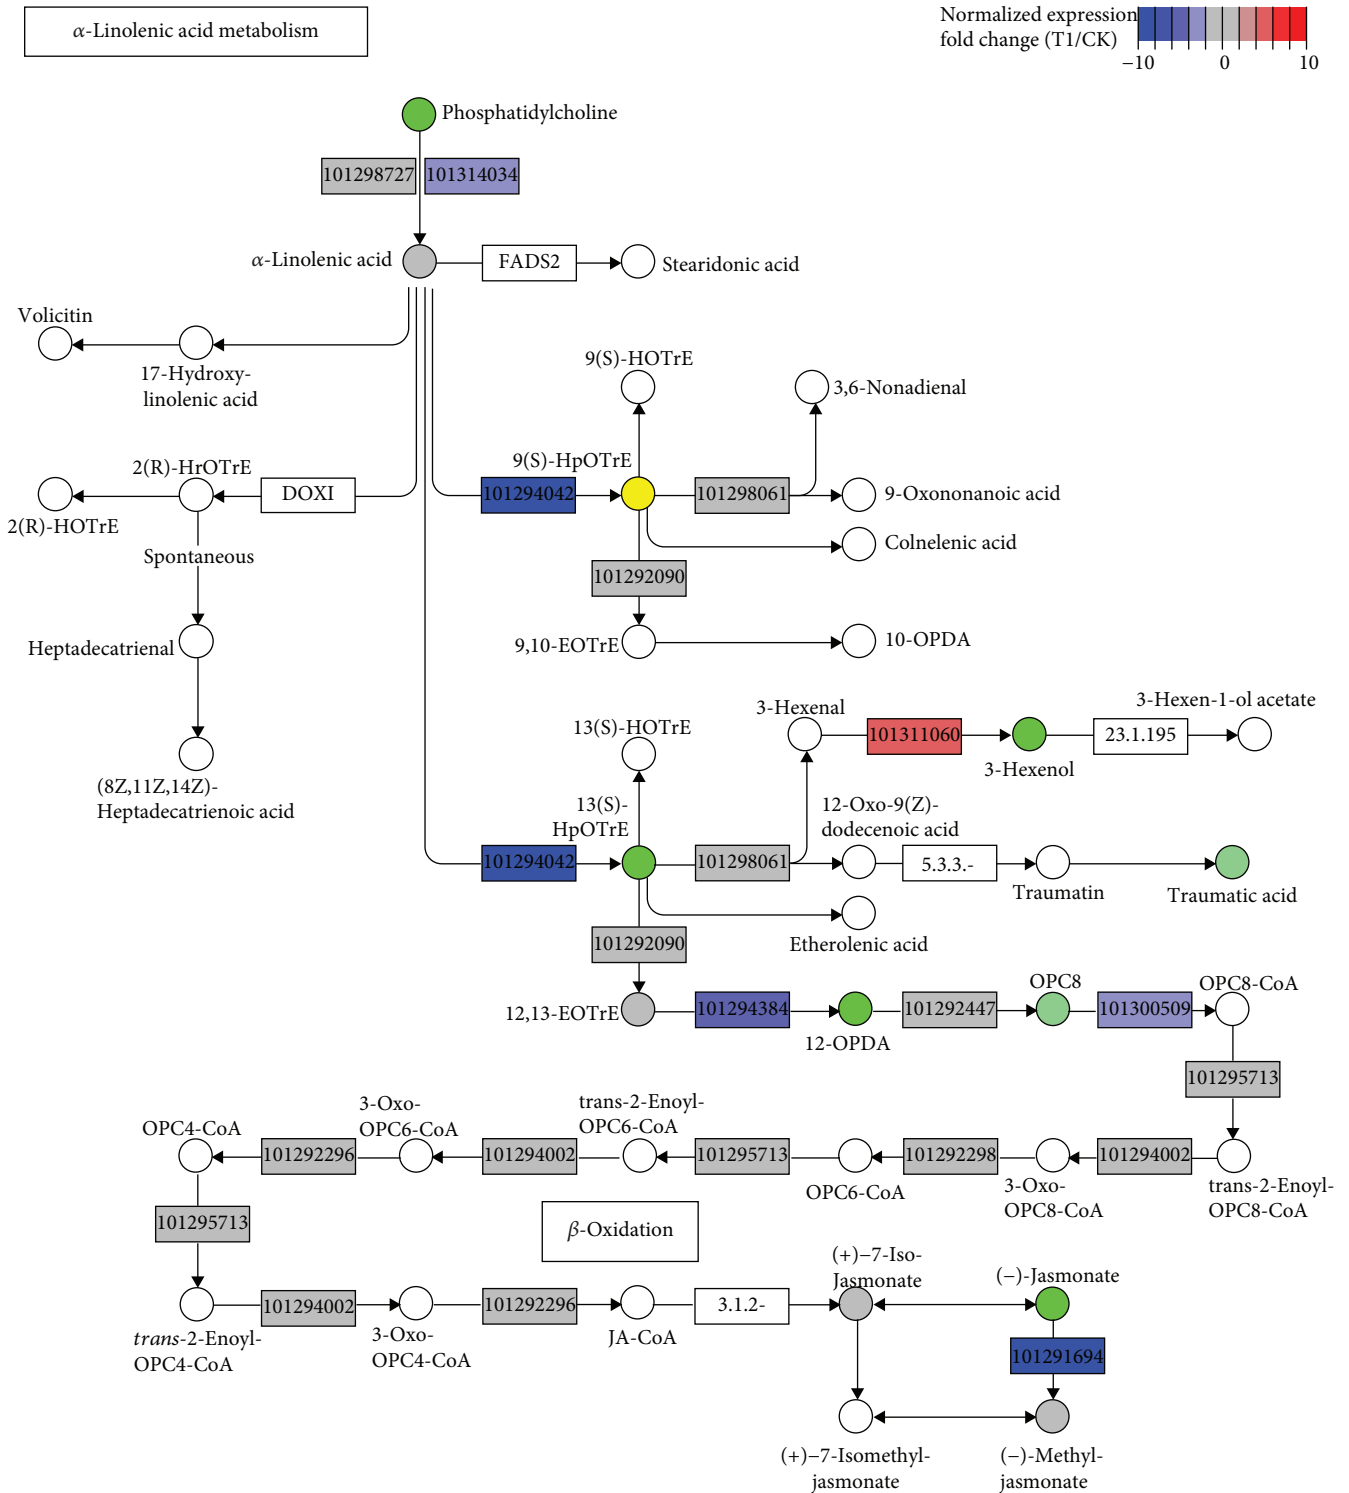 α-Linolenic acid metabolism
Normalized expression
fold change (T1/CK)
−10 0 10
Phosphatidylcholine
101298727 101314034
α-Linolenic acid FADS2 Stearidonic acid
Volicitin
17-Hydroxy-
linolenic acid
9(S)-HOTrE
3,6-Nonadienal
2(R)-HrOTrE
9(S)-HpOTrE
DOXI 101294042 101298061 9-Oxononanoic acid
2(R)-HOTrE
Colnelenic acid
Spontaneous
101292090
Heptadecatrienal
9,10-EOTrE 10-OPDA
3-Hexenal
3-Hexen-1-ol acetate
13(S)-HOTrE
101311060 23.1.195
3-Hexenol
(8Z,11Z,14Z)-
Heptadecatrienoic acid
13(S)-
HpOTrE
12-Oxo-9(Z)-
dodecenoic acid
101294042 101298061 5.3.3.-
Traumatin Traumatic acid
Etherolenic acid
101292090
12,13-EOTrE 101294384 101292447 OPC8 101300509 OPC8-CoA
12-OPDA
101295713
OPC4-CoA
3-Oxo-
OPC6-CoA
trans-2-Enoyl-
OPC6-CoA
101292296 101294002 101295713 101292298 101294002
OPC6-CoA
3-Oxo-
OPC8-CoA
trans-2-Enoyl-
OPC8-CoA
101295713
β-Oxidation
(+)−7-Iso-
Jasmonate
(−)-Jasmonate
101294002 101292296 3.1.2-
trans-2-Enoyl-
OPC4-CoA
3-Oxo-
OPC4-CoA
JA-CoA
101291694
(+)−7-Isomethyl-
jasmonate
(−)-Methyl-
jasmonate